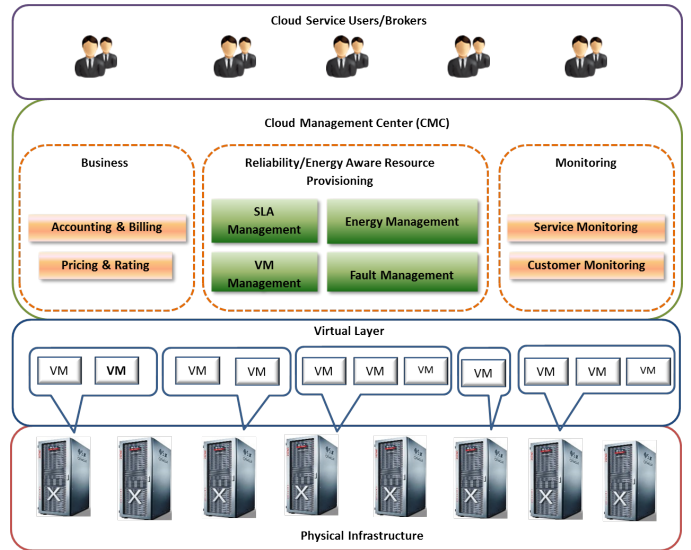 Cloud Service Users/Brokers
Cloud Management Center (CMC)
Business
Accounting & Billing
Pricing & Rating
Reliability/Energy Aware Resource
Provisioning
SLA
Management
Energy Management
VM
Management
Fault Management
Monitoring
Service Monitoring
Customer Monitoring
Virtual Layer
VM
VM
VM
VM
VM
VM
VM
VM
VM
VM
VM
X
X
X
X
X
X
X
X
Physical Infrastructure